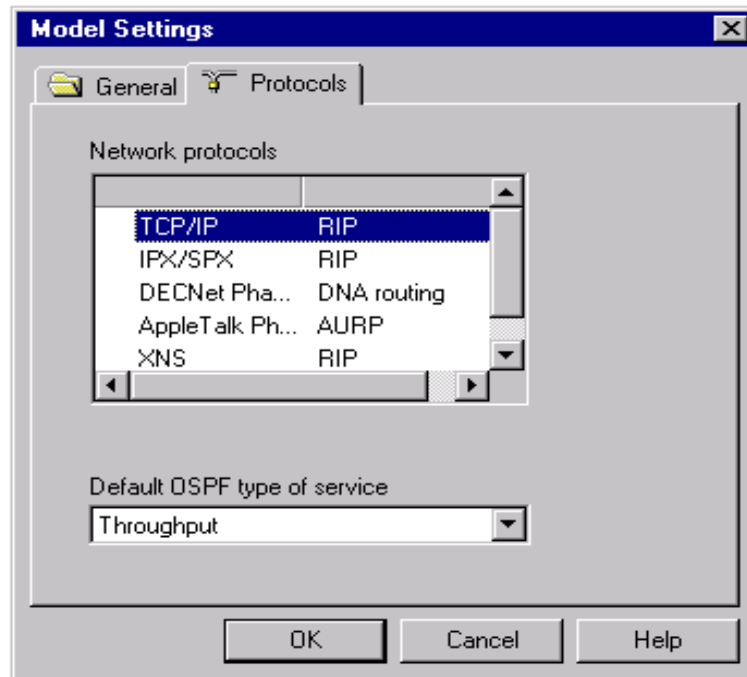 Model Settings
General Protocols
Network protocols
TCP/IP RIP
IPX/SPX RIP
DECNet Pha... DNA routing
AppleTalk Ph... AURP
XNS RIP
Default OSPF type of service
Throughput
OK Cancel Help